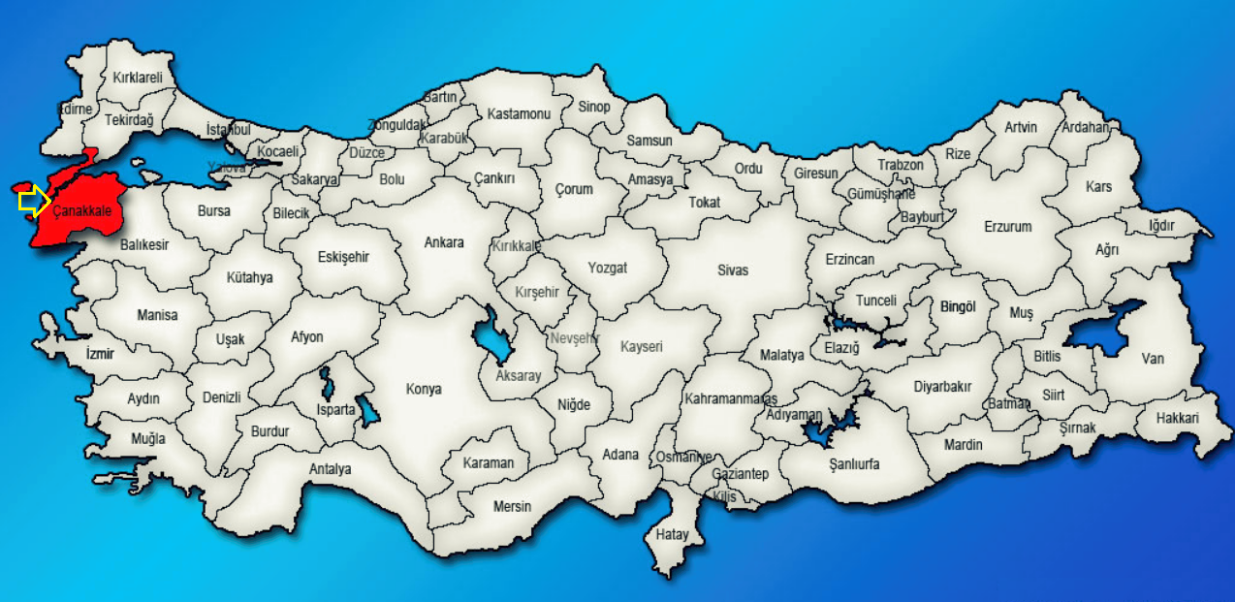 Kırklareli
Edirne
Tekirdağ
İstanbul
Kocaeli
Yalova
Sakarya
Düzce
Zonguldak
Bartın
Karabük
Kastamonu
Sinop
Samsun
Bolu
Çankırı
Çorum
Amasya
Tokat
Ordu
Giresun
Trabzon
Gümüşhane
Bayburt
Rize
Artvin
Ardahan
Kars
Iğdır
Ağrı
Erzurum
Erzincan
Çanakkale
Balıkesir
Bursa
Bilecik
Eskişehir
Kütahya
Ankara
Kırıkkale
Kırşehir
Yozgat
Sivas
Tunceli
Bingöl
Muş
Manisa
Uşak
Afyon
İzmir
Nevşehir
Kayseri
Aksaray
Malatya
Elazığ
Bitlis
Van
Aydın
Denizli
Isparta
Konya
Niğde
Kahramanmaraş
Adıyaman
Diyarbakır
Batman
Siirt
Şırnak
Hakkari
Muğla
Burdur
Antalya
Karaman
Mersin
Adana
Osmaniye
Gaziantep
Kilis
Şanlıurfa
Mardin
Hatay